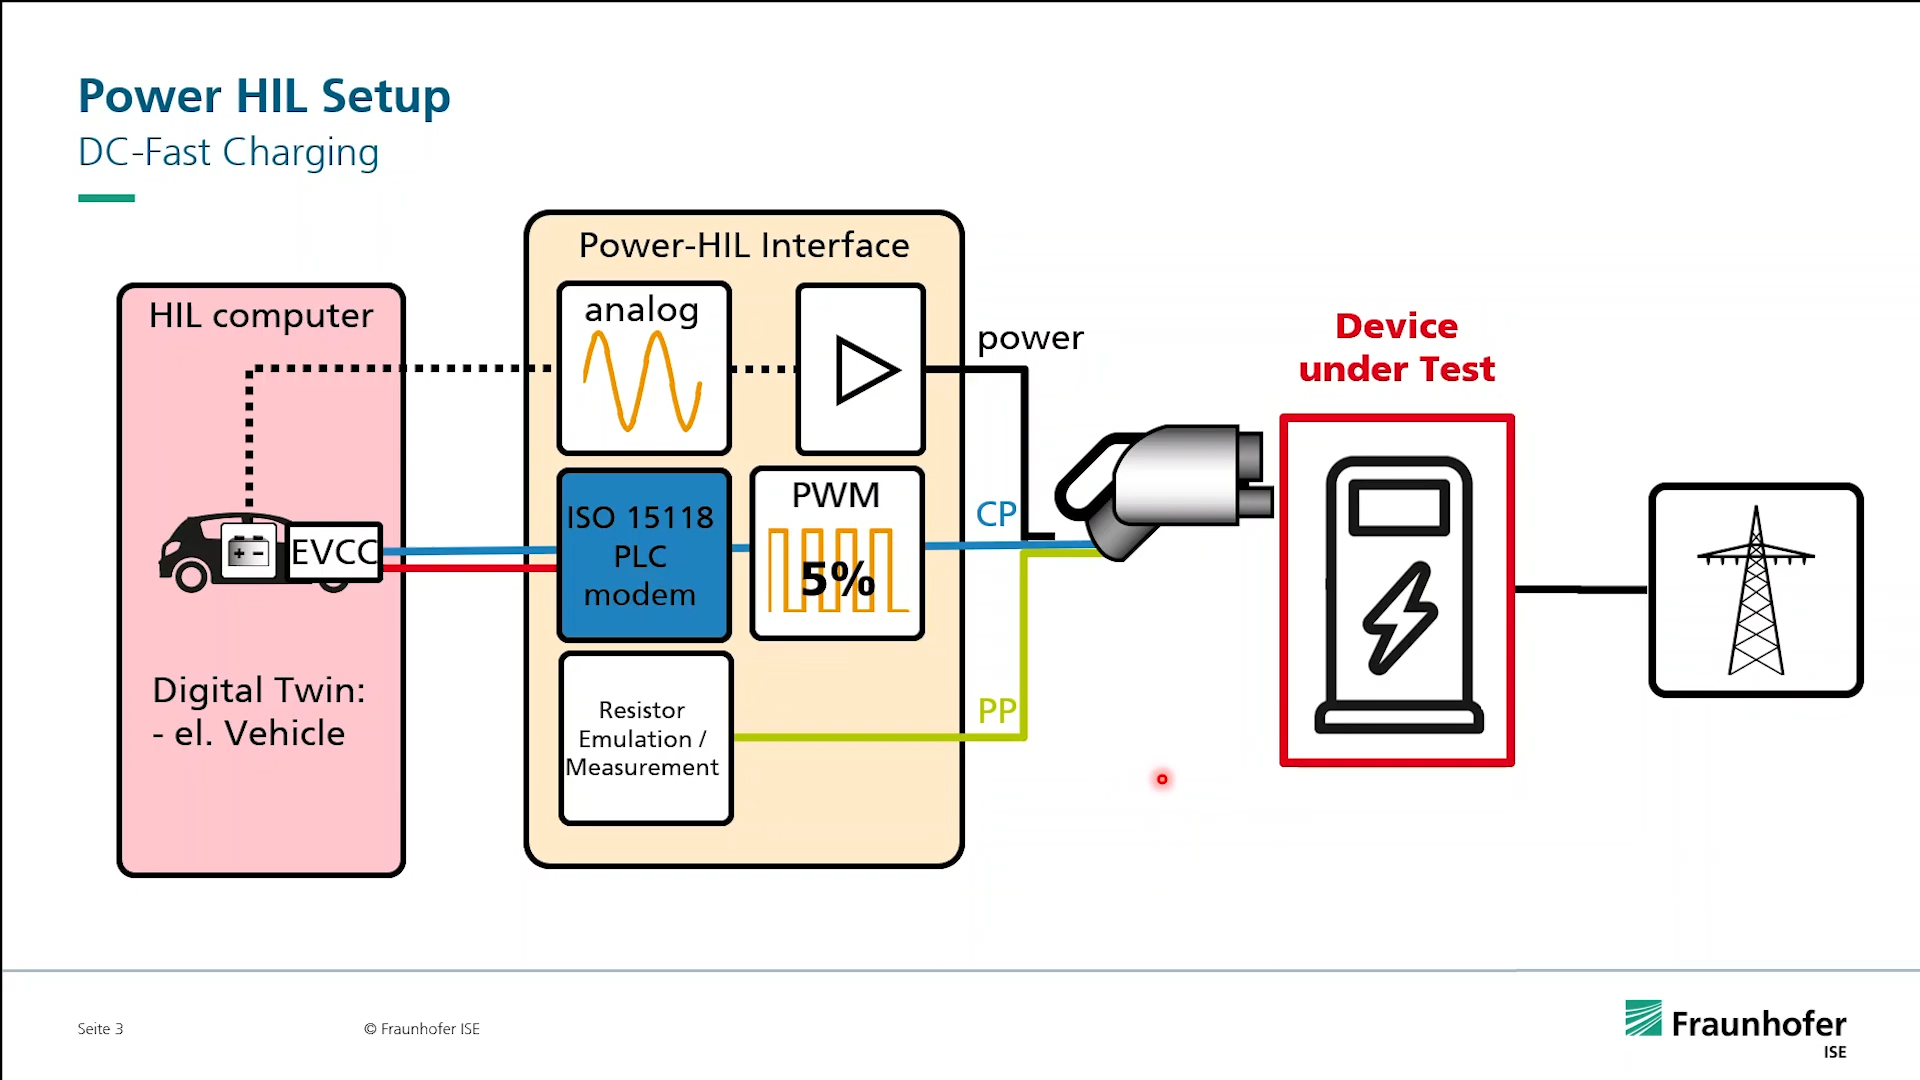 Power HIL Setup
DC-Fast Charging
Power-HIL Interface
HIL computer
analog
power
Device
under Test
EVCC
ISO 15118
PLC
modem
PWM
5%
CP
Digital Twin:
- el. Vehicle
Resistor
Emulation /
Measurement
PP
Seite 3
© Fraunhofer ISE
Fraunhofer
ISE